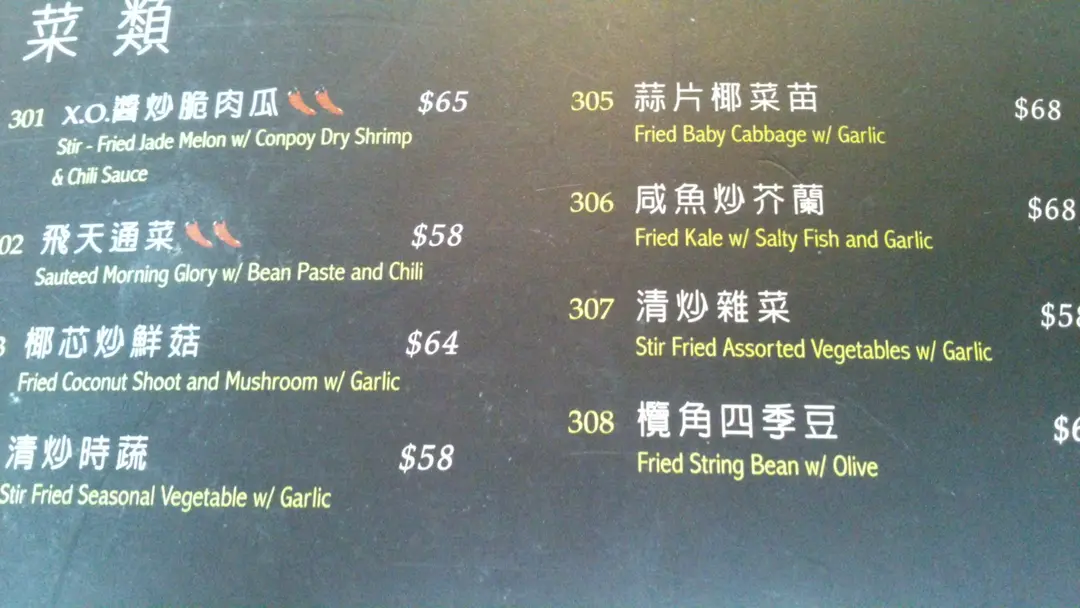 菜類
301 X.O.醬炒脆肉瓜 $65
Stir - Fried Jade Melon w/ Conpoy Dry Shrimp
& Chili Sauce
02 飛天通菜 $58
Sauteed Morning Glory w/ Bean Paste and Chili
3 椰芯炒鮮菇 $64
Fried Coconut Shoot and Mushroom w/ Garlic
清炒時蔬 $58
Stir Fried Seasonal Vegetable w/ Garlic
305 蒜片椰菜苗 $68
Fried Baby Cabbage w/ Garlic
306 咸魚炒芥蘭 $68
Fried Kale w/ Salty Fish and Garlic
307 清炒雜菜 $58
Stir Fried Assorted Vegetables w/ Garlic
308 欖角四季豆 $6
Fried String Bean w/ Olive